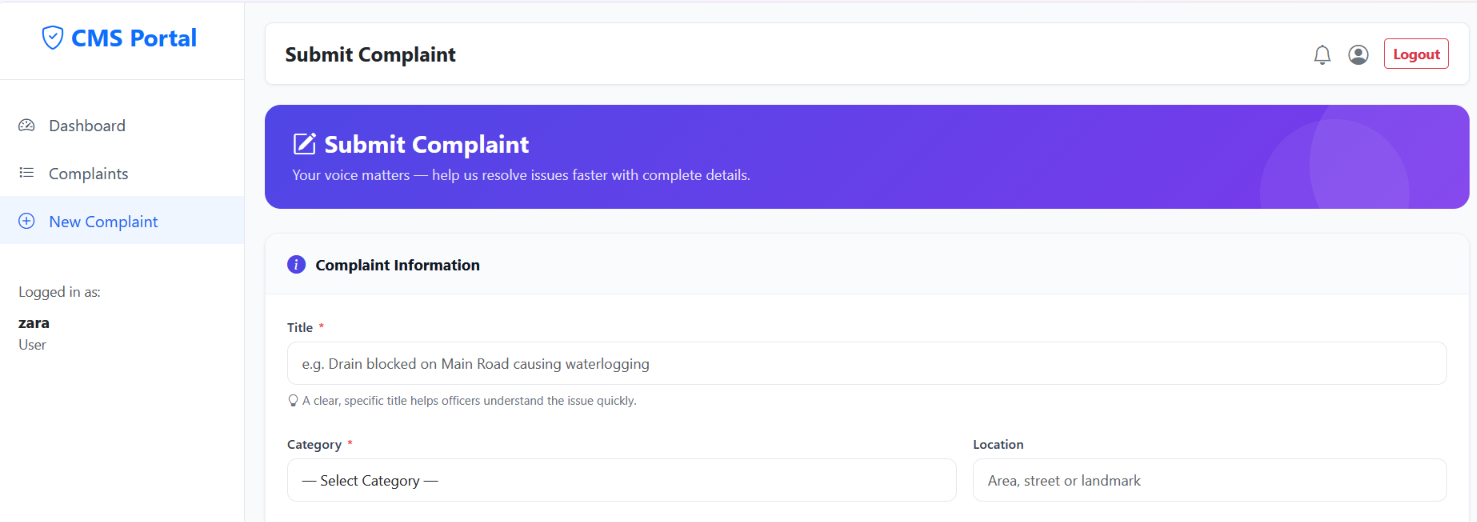 CMS Portal
Dashboard
Complaints
New Complaint
Logged in as:
zara
User
Submit Complaint
Logout
Submit Complaint
Your voice matters — help us resolve issues faster with complete details.
Complaint Information
Title *
e.g. Drain blocked on Main Road causing waterlogging
A clear, specific title helps officers understand the issue quickly.
Category *
Location
— Select Category —
Area, street or landmark